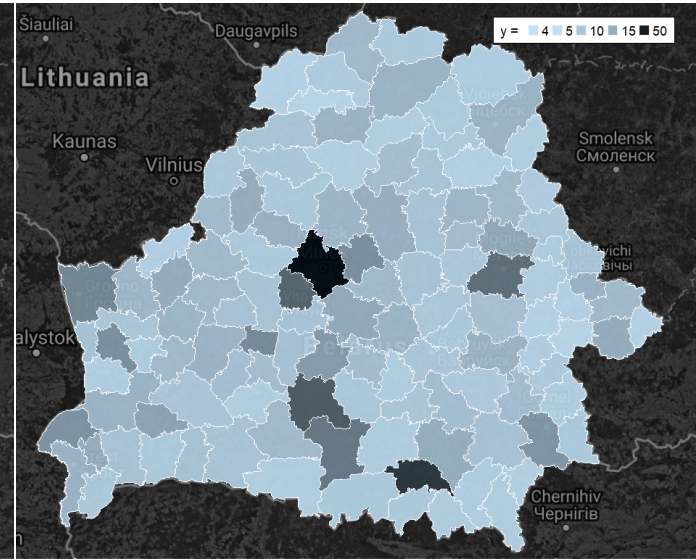 Šiauliai
Daugavpils
y = 4 5 10 15 50
Lithuania
Kaunas
Vilnius
Smolensk
Смоленск
alystok
Chernihiv
Чернігів
n